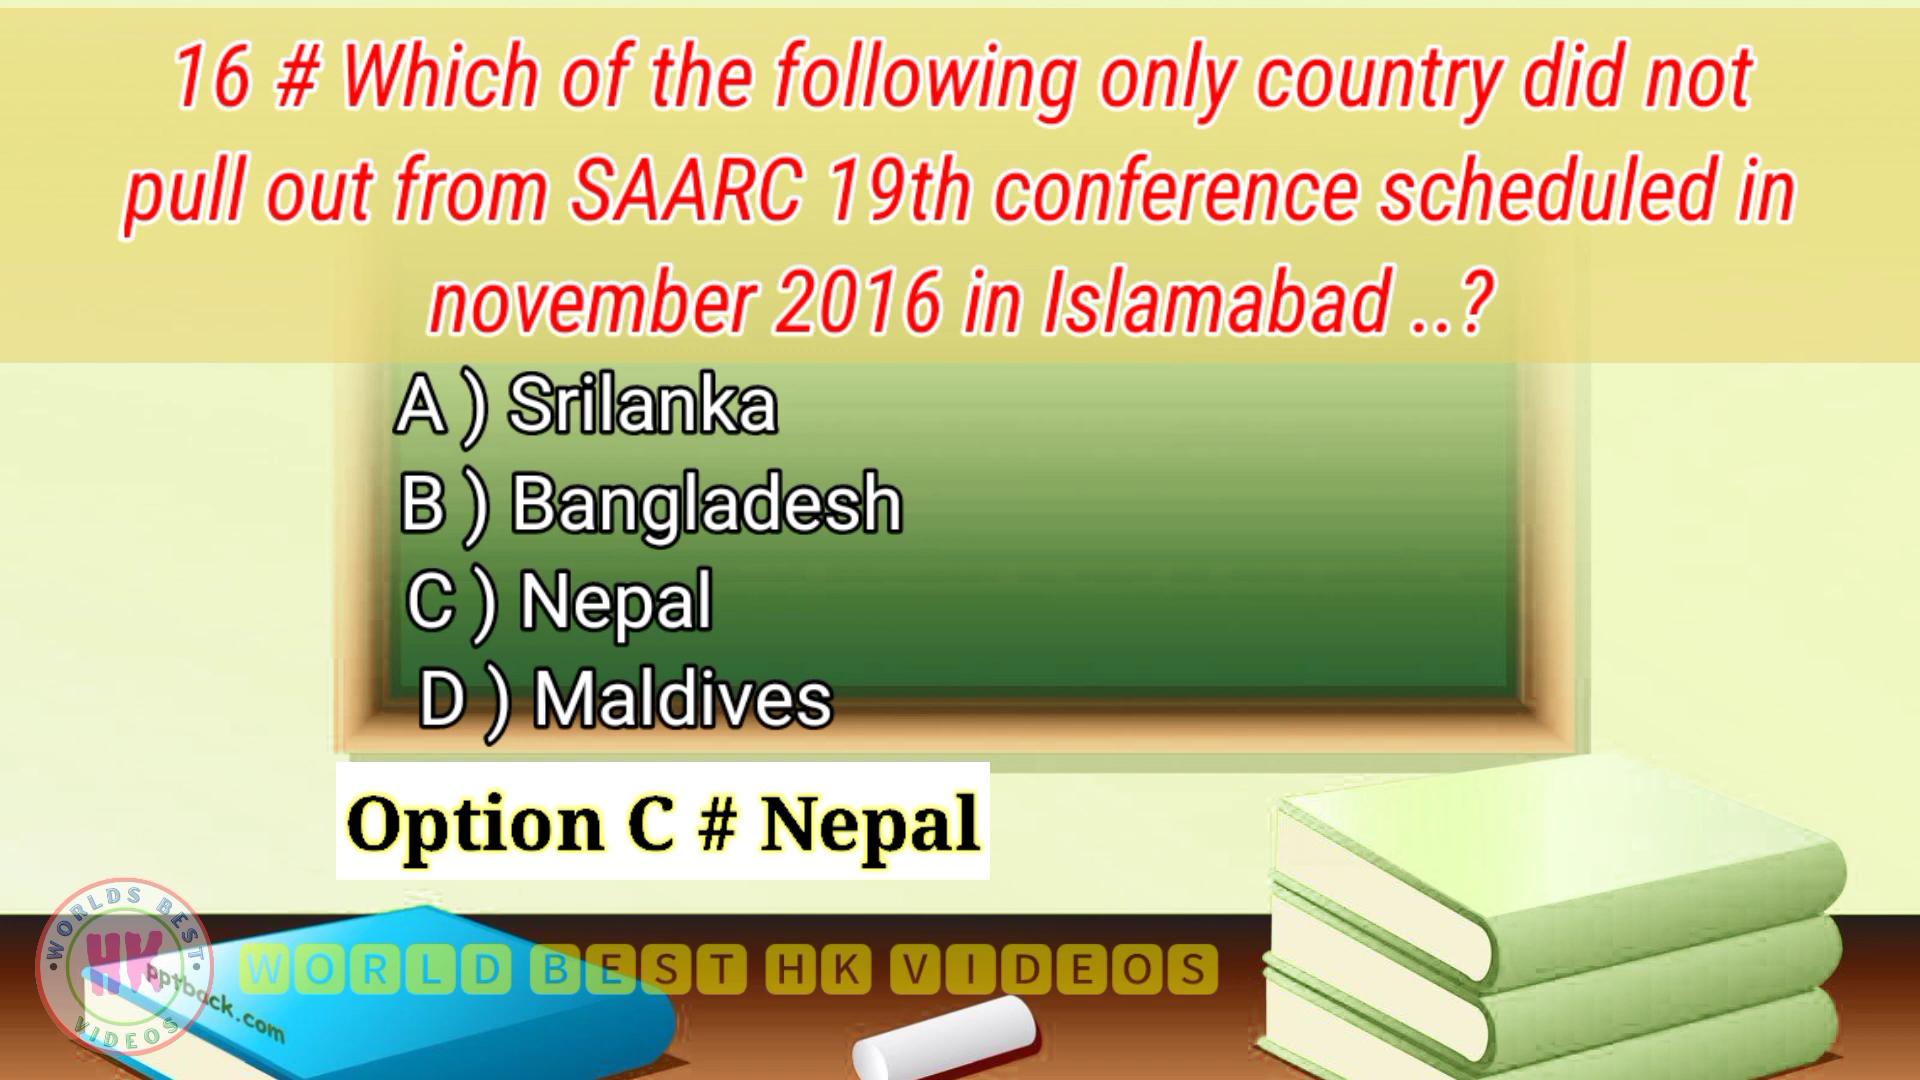 16 # Which of the following only country did not
pull out from SAARC 19th conference scheduled in
november 2016 in Islamabad ..?
A ) Srilanka
B ) Bangladesh
C ) Nepal
D ) Maldives
Option C # Nepal
WORLDS BEST
HK
VIDEOS
pptback.com
WORLD BEST HK VIDEOS